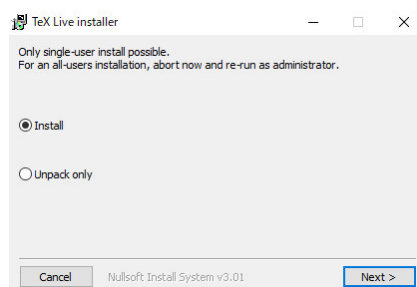 TeX Live installer
Only single-user install possible.
For an all-users installation, abort now and re-run as administrator.
Install
Unpack only
Cancel
Nullsoft Install System v3.01
Next >